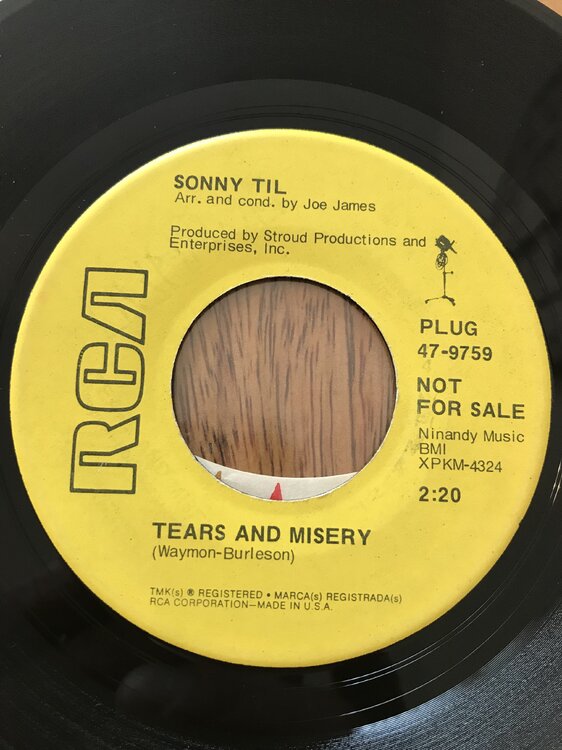 SONNY TIL
Arr. and cond. by Joe James
Produced by Stroud Productions and
Enterprises, Inc.
RCA
PLUG
47-9759
NOT
FOR SALE
Ninandy Music
BMI
XPKM-4324
2:20
TEARS AND MISERY
(Waymon-Burleson)
TMK(s) ® REGISTERED • MARCA(s) REGISTRADA(s)
RCA CORPORATION—MADE IN U.S.A.